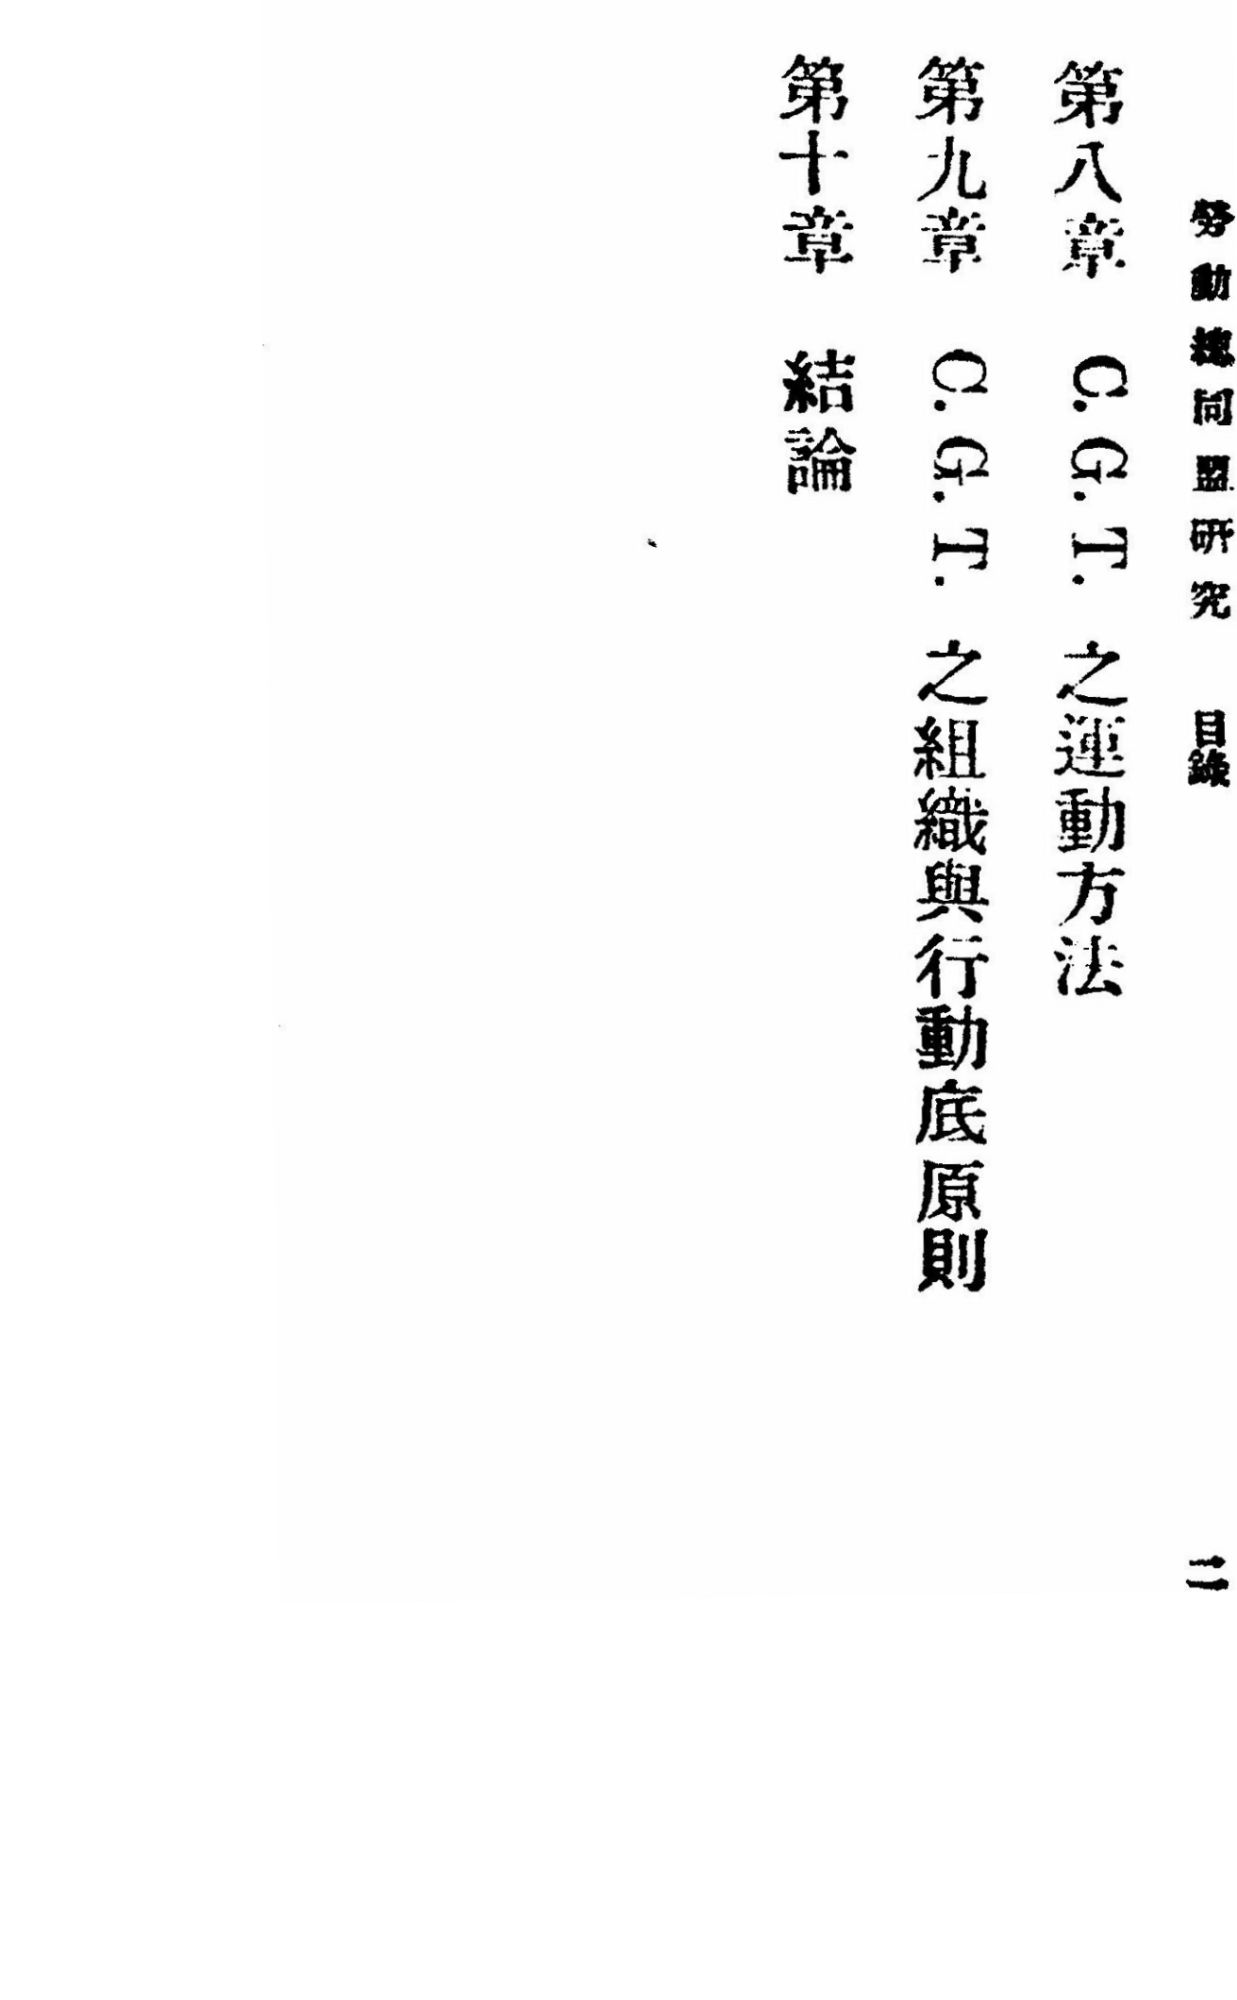 勞動總同盟研究　目錄　二
第八章　C. G. T. 之運動方法
第九章　C. G. T. 之組織與行動底原則
第十章　結論